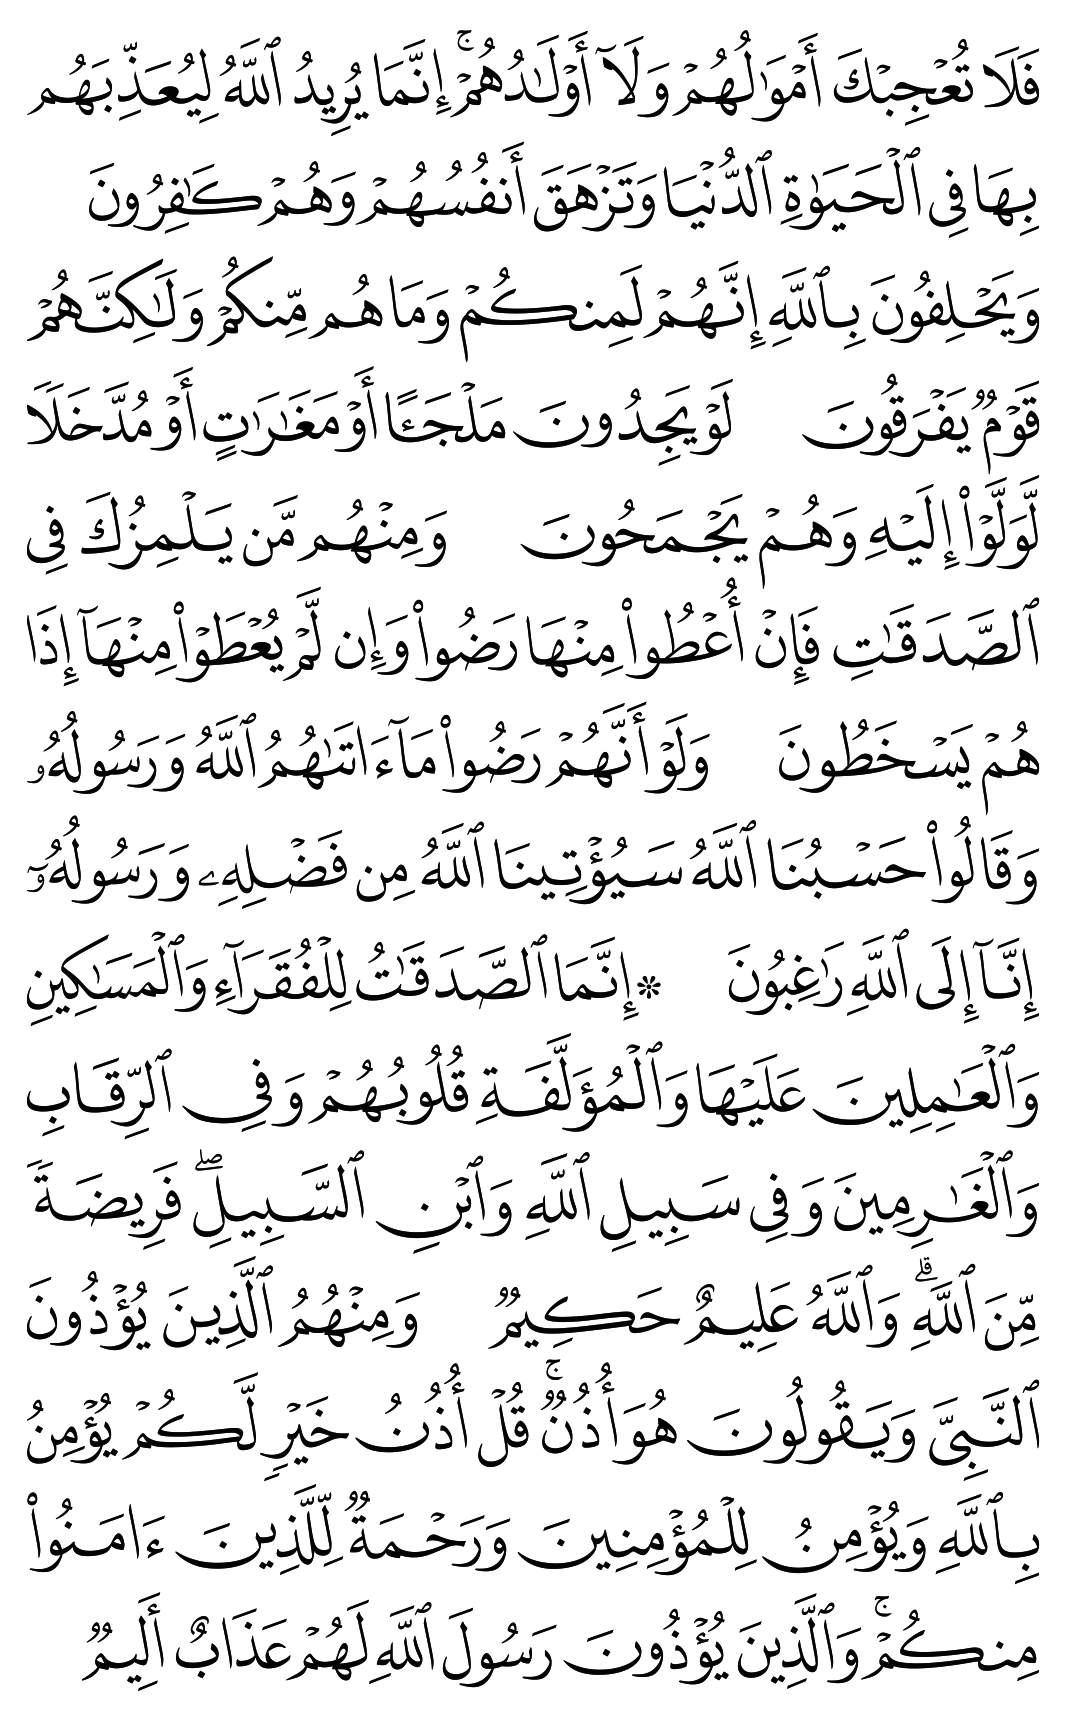 فَلَا تُعۡجِبۡكَ أَمۡوَٰلُهُمۡ وَلَآ أَوۡلَٰدُهُمۡۚ إِنَّمَا يُرِيدُ ٱللَّهُ لِيُعَذِّبَهُم
بِهَا فِي ٱلۡحَيَوٰةِ ٱلدُّنۡيَا وَتَزۡهَقَ أَنفُسُهُمۡ وَهُمۡ كَٰفِرُونَ
وَيَحۡلِفُونَ بِٱللَّهِ إِنَّهُمۡ لَمِنكُمۡ وَمَا هُم مِّنكُمۡ وَلَٰكِنَّهُمۡ
قَوۡمٞ يَفۡرَقُونَ لَوۡ يَجِدُونَ مَلۡجَـًٔا أَوۡ مَغَٰرَٰتٍ أَوۡ مُدَّخَلٗا
لَّوَلَّوۡاْ إِلَيۡهِ وَهُمۡ يَجۡمَحُونَ وَمِنۡهُم مَّن يَلۡمِزُكَ فِي
ٱلصَّدَقَٰتِ فَإِنۡ أُعۡطُواْ مِنۡهَا رَضُواْ وَإِن لَّمۡ يُعۡطَوۡاْ مِنۡهَآ إِذَا
هُمۡ يَسۡخَطُونَ وَلَوۡ أَنَّهُمۡ رَضُواْ مَآ ءَاتَىٰهُمُ ٱللَّهُ وَرَسُولُهُۥ
وَقَالُواْ حَسۡبُنَا ٱللَّهُ سَيُؤۡتِينَا ٱللَّهُ مِن فَضۡلِهِۦ وَرَسُولُهُۥٓ
إِنَّآ إِلَى ٱللَّهِ رَٰغِبُونَ *إِنَّمَا ٱلصَّدَقَٰتُ لِلۡفُقَرَآءِ وَٱلۡمَسَٰكِينِ
وَٱلۡعَٰمِلِينَ عَلَيۡهَا وَٱلۡمُؤَلَّفَةِ قُلُوبُهُمۡ وَفِي ٱلرِّقَابِ
وَٱلۡغَٰرِمِينَ وَفِي سَبِيلِ ٱللَّهِ وَٱبۡنِ ٱلسَّبِيلِۖ فَرِيضَةٗ
مِّنَ ٱللَّهِۗ وَٱللَّهُ عَلِيمٌ حَكِيمٞ وَمِنۡهُمُ ٱلَّذِينَ يُؤۡذُونَ
ٱلنَّبِيَّ وَيَقُولُونَ هُوَ أُذُنٞۚ قُلۡ أُذُنُ خَيۡرٖ لَّكُمۡ يُؤۡمِنُ
بِٱللَّهِ وَيُؤۡمِنُ لِلۡمُؤۡمِنِينَ وَرَحۡمَةٞ لِّلَّذِينَ ءَامَنُواْ
مِنكُمۡۚ وَٱلَّذِينَ يُؤۡذُونَ رَسُولَ ٱللَّهِ لَهُمۡ عَذَابٌ أَلِيمٞ